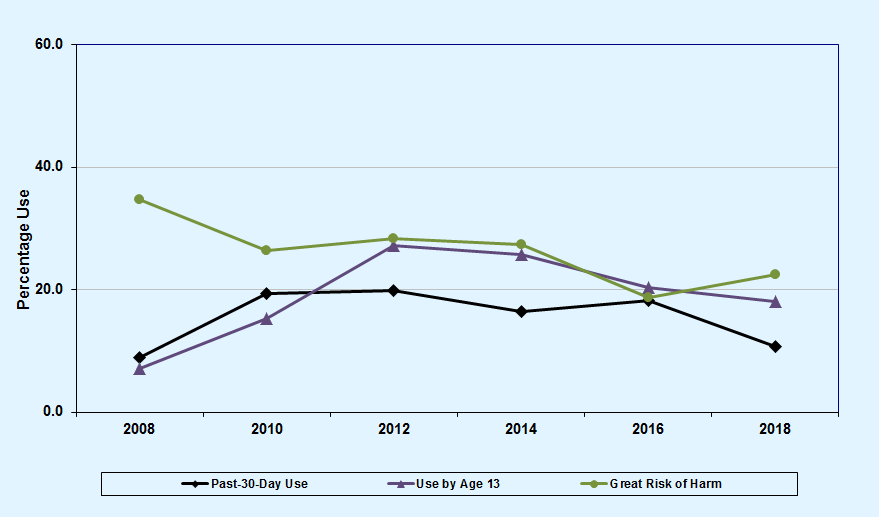 60.0
40.0
20.0
0.0
Percentage Use
2008 2010 2012 2014 2016 2018
Past-30-Day Use Use by Age 13 Great Risk of Harm